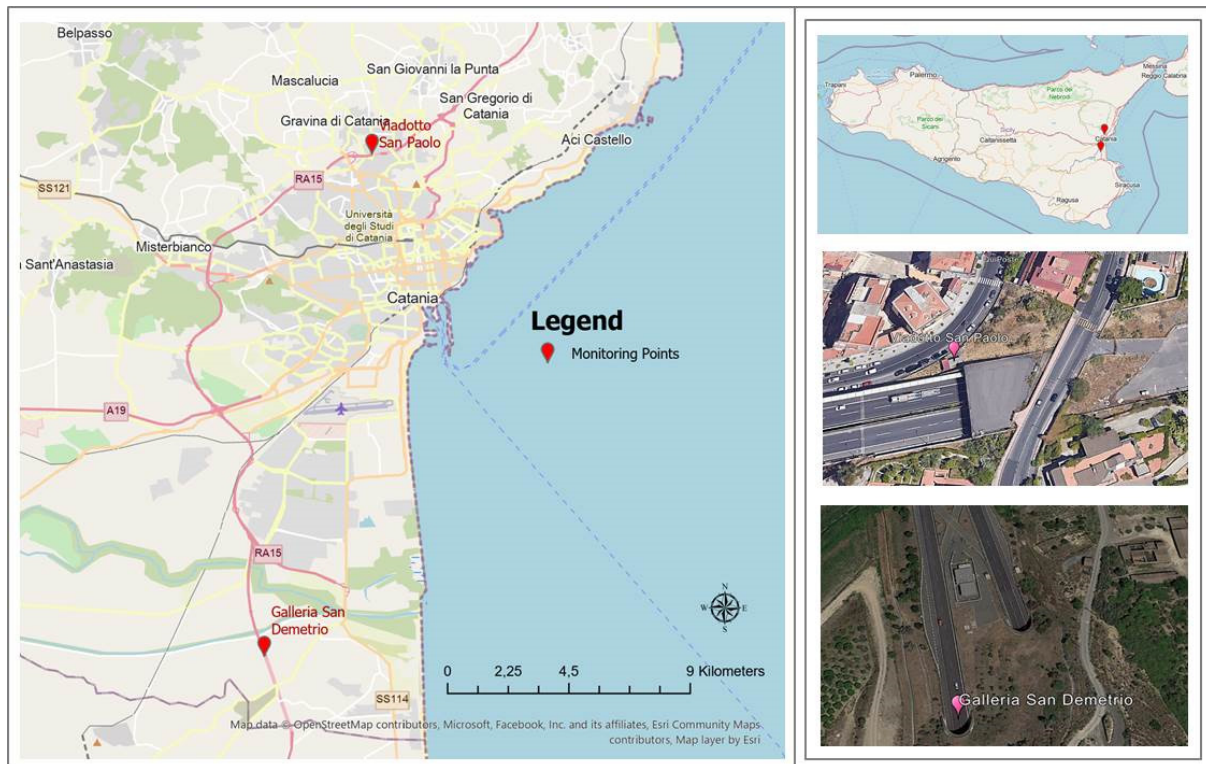 Belpasso
San Giovanni la Punta
Mascalucia
San Gregorio di
Catania
Gravina di Catania
Viadotto
San Paolo
Aci Castello
RA15
SS121
Università
degli Studi
di Catania
Misterbianco
Sant'Anastasia
Catania
Legend
Monitoring Points
A19
RA15
Galleria San
Demetrio
N
W E
S
0 2,25 4,5 9 Kilometers
SS114
Map data © OpenStreetMap contributors, Microsoft, Facebook, Inc. and its affiliates, Esri Community Maps
contributors, Map layer by Esri
Palermo
Messina
Reggio Calabria
Trapani
Parco dei
Nebrodi
Parco dei
Sicani
Sicily
Caltanissetta
Catania
Agrigento
Siracusa
Ragusa
Viadotto San Paolo
Galleria San Demetrio